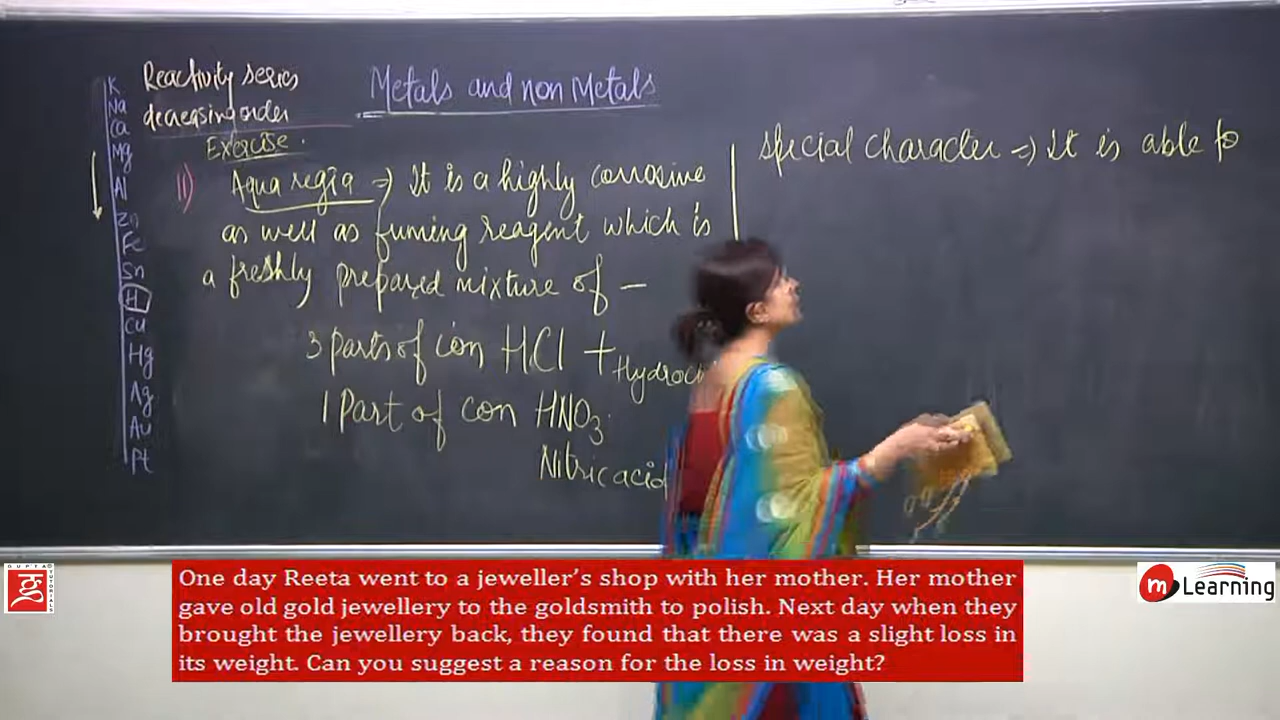 K
Na
Ca
Mg
Al
Zn
Fe
Sn
H
Cu
Hg
Ag
Au
Pt
Reactivity series
decreasing order
Metals and non Metals
Exercise.
11) Aqua regia => It is a highly corrosive
as well as fuming reagent which is
a freshly prepared mixture of —
3 parts of con HCl +
Hydroch
1 Part of con HNO3.
Nitric acid
special character => It is able to
One day Reeta went to a jeweller's shop with her mother. Her mother
gave old gold jewellery to the goldsmith to polish. Next day when they
brought the jewellery back, they found that there was a slight loss in
its weight. Can you suggest a reason for the loss in weight?
GUPTA
TUTORIALS
m Learning